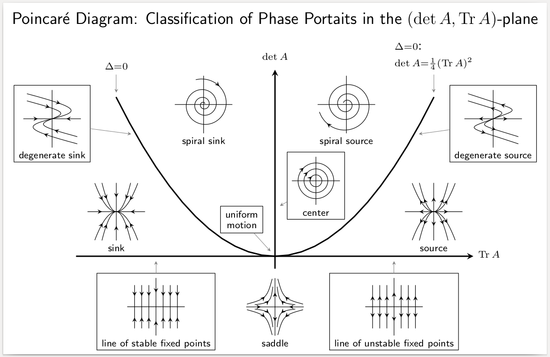 Poincaré Diagram: Classification of Phase Portaits in the (det A, Tr A)-plane
Δ=0:
det A=1/4(Tr A)²
det A
Δ=0
spiral sink
spiral source
degenerate sink
degenerate source
center
uniform
motion
sink
source
Tr A
line of stable fixed points
saddle
line of unstable fixed points